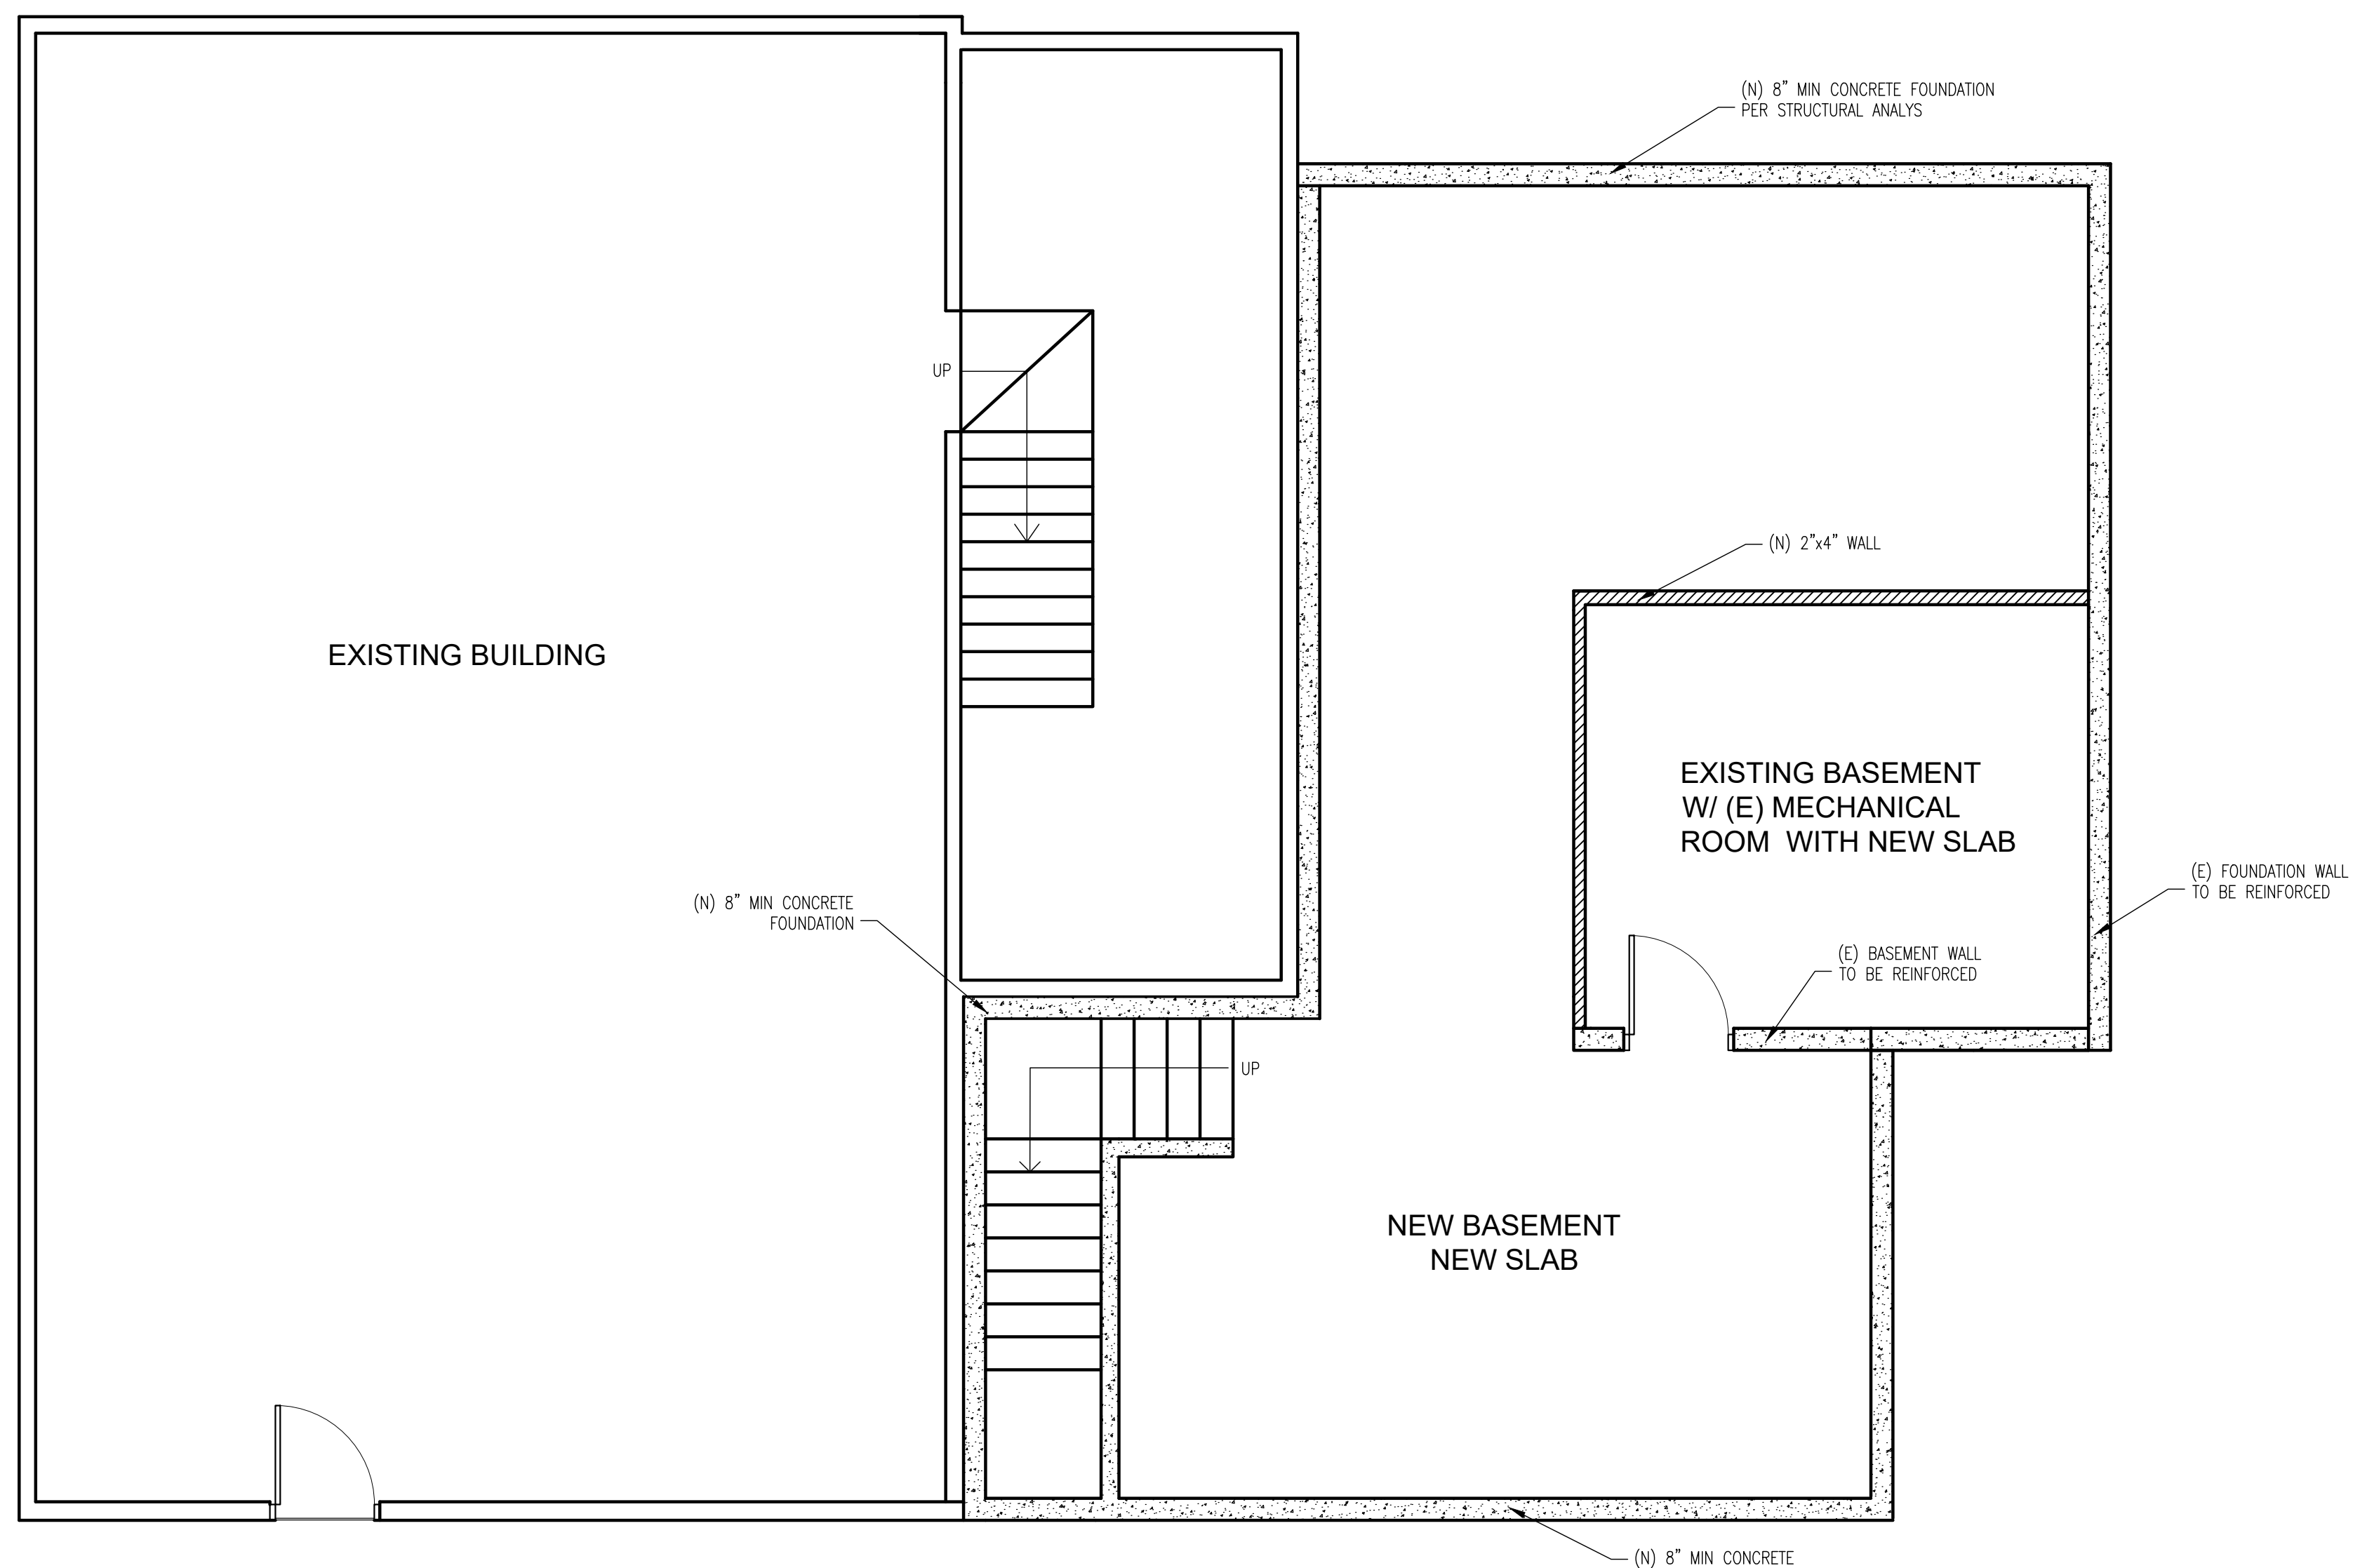 (N) 8” MIN CONCRETE FOUNDATION
PER STRUCTURAL ANALYS
UP
(N) 2”x4” WALL
EXISTING BUILDING
EXISTING BASEMENT
W/ (E) MECHANICAL
ROOM WITH NEW SLAB
(E) FOUNDATION WALL
TO BE REINFORCED
(N) 8” MIN CONCRETE
FOUNDATION
(E) BASEMENT WALL
TO BE REINFORCED
UP
NEW BASEMENT
NEW SLAB
(N) 8” MIN CONCRETE